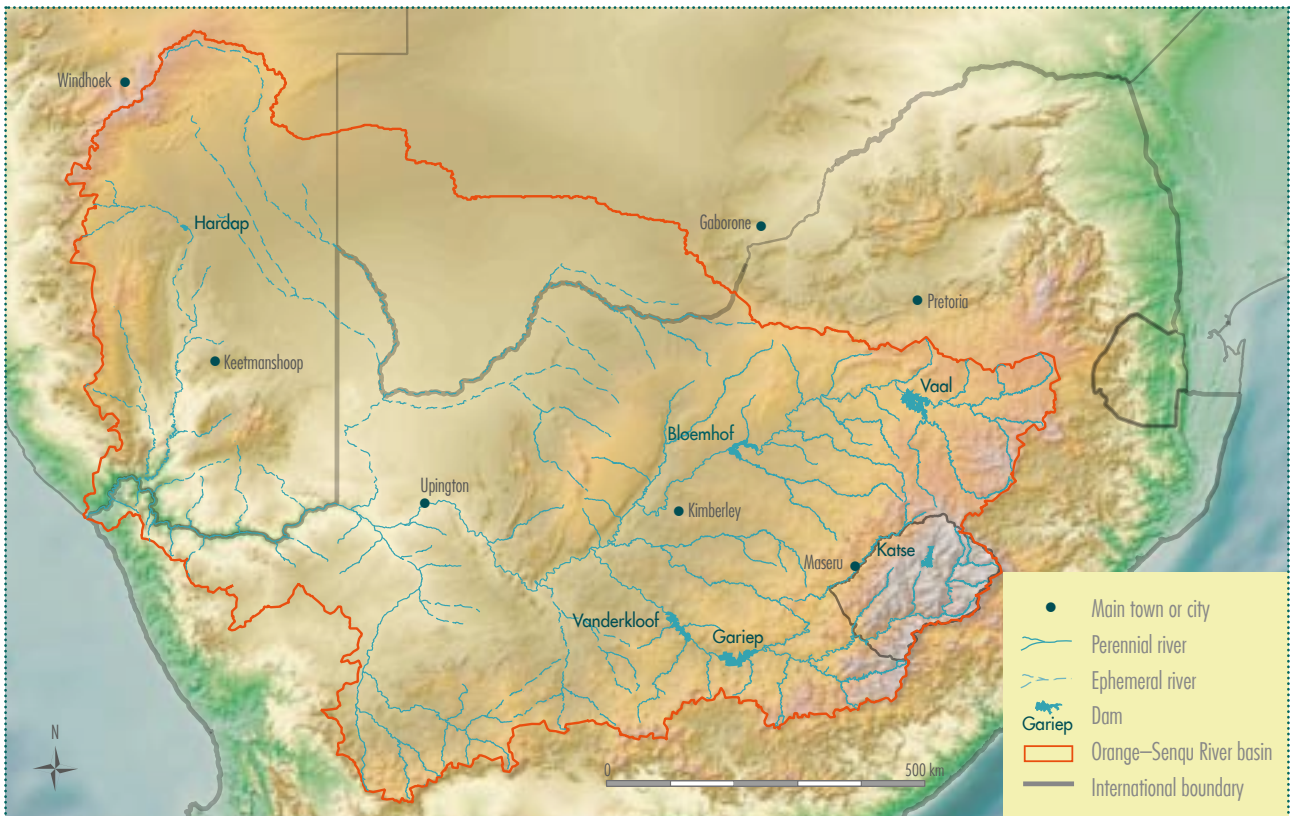 Windhoek
Hardap
Gaborone
Pretoria
Keetmanshoop
Vaal
Bloemhof
Upington
Kimberley
Katse
Maseru
Vanderkloof
Gariep
N
0
500 km
Main town or city
Perennial river
Ephemeral river
Gariep
Dam
Orange–Senqu River basin
International boundary